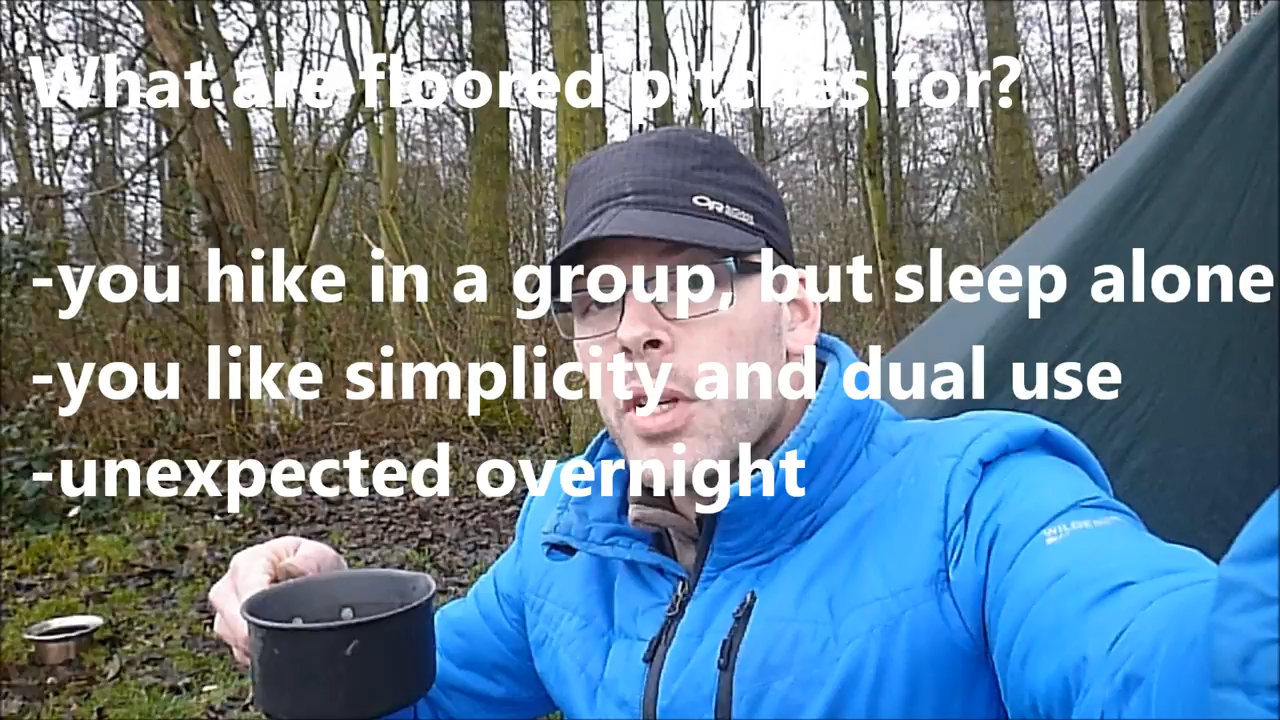 What are floored pitches for?
OR
-you hike in a group, but sleep alone
-you like simplicity and dual use
-unexpected overnight